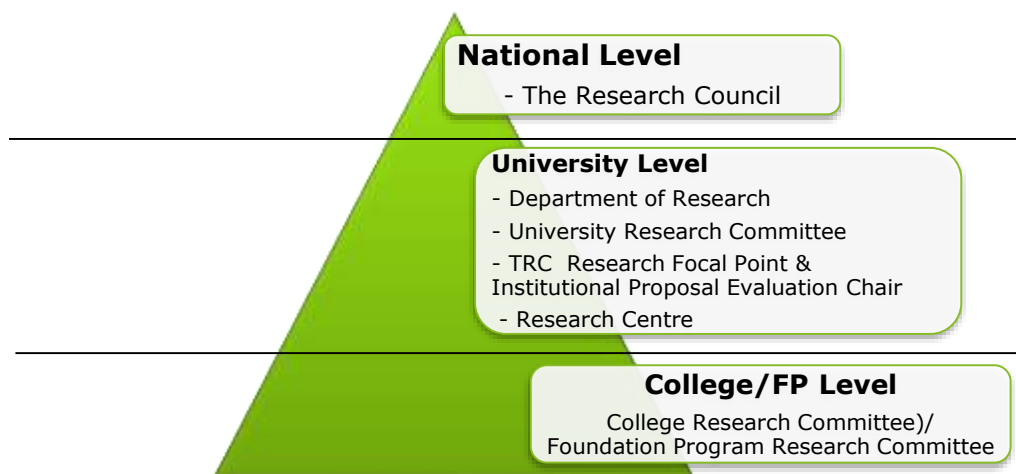 National Level
- The Research Council
University Level
- Department of Research
- University Research Committee
- TRC  Research Focal Point &
Institutional Proposal Evaluation Chair
- Research Centre
College/FP Level
College Research Committee)/
Foundation Program Research Committee